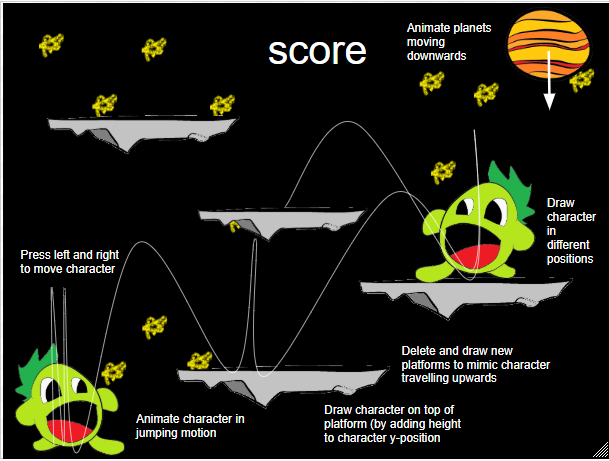 Animate planets
moving
downwards
score
Draw
character
in
different
positions
Press left and right
to move character
Delete and draw new
platforms to mimic character
travelling upwards
Animate character in
jumping motion
Draw character on top of
platform (by adding height
to character y-position